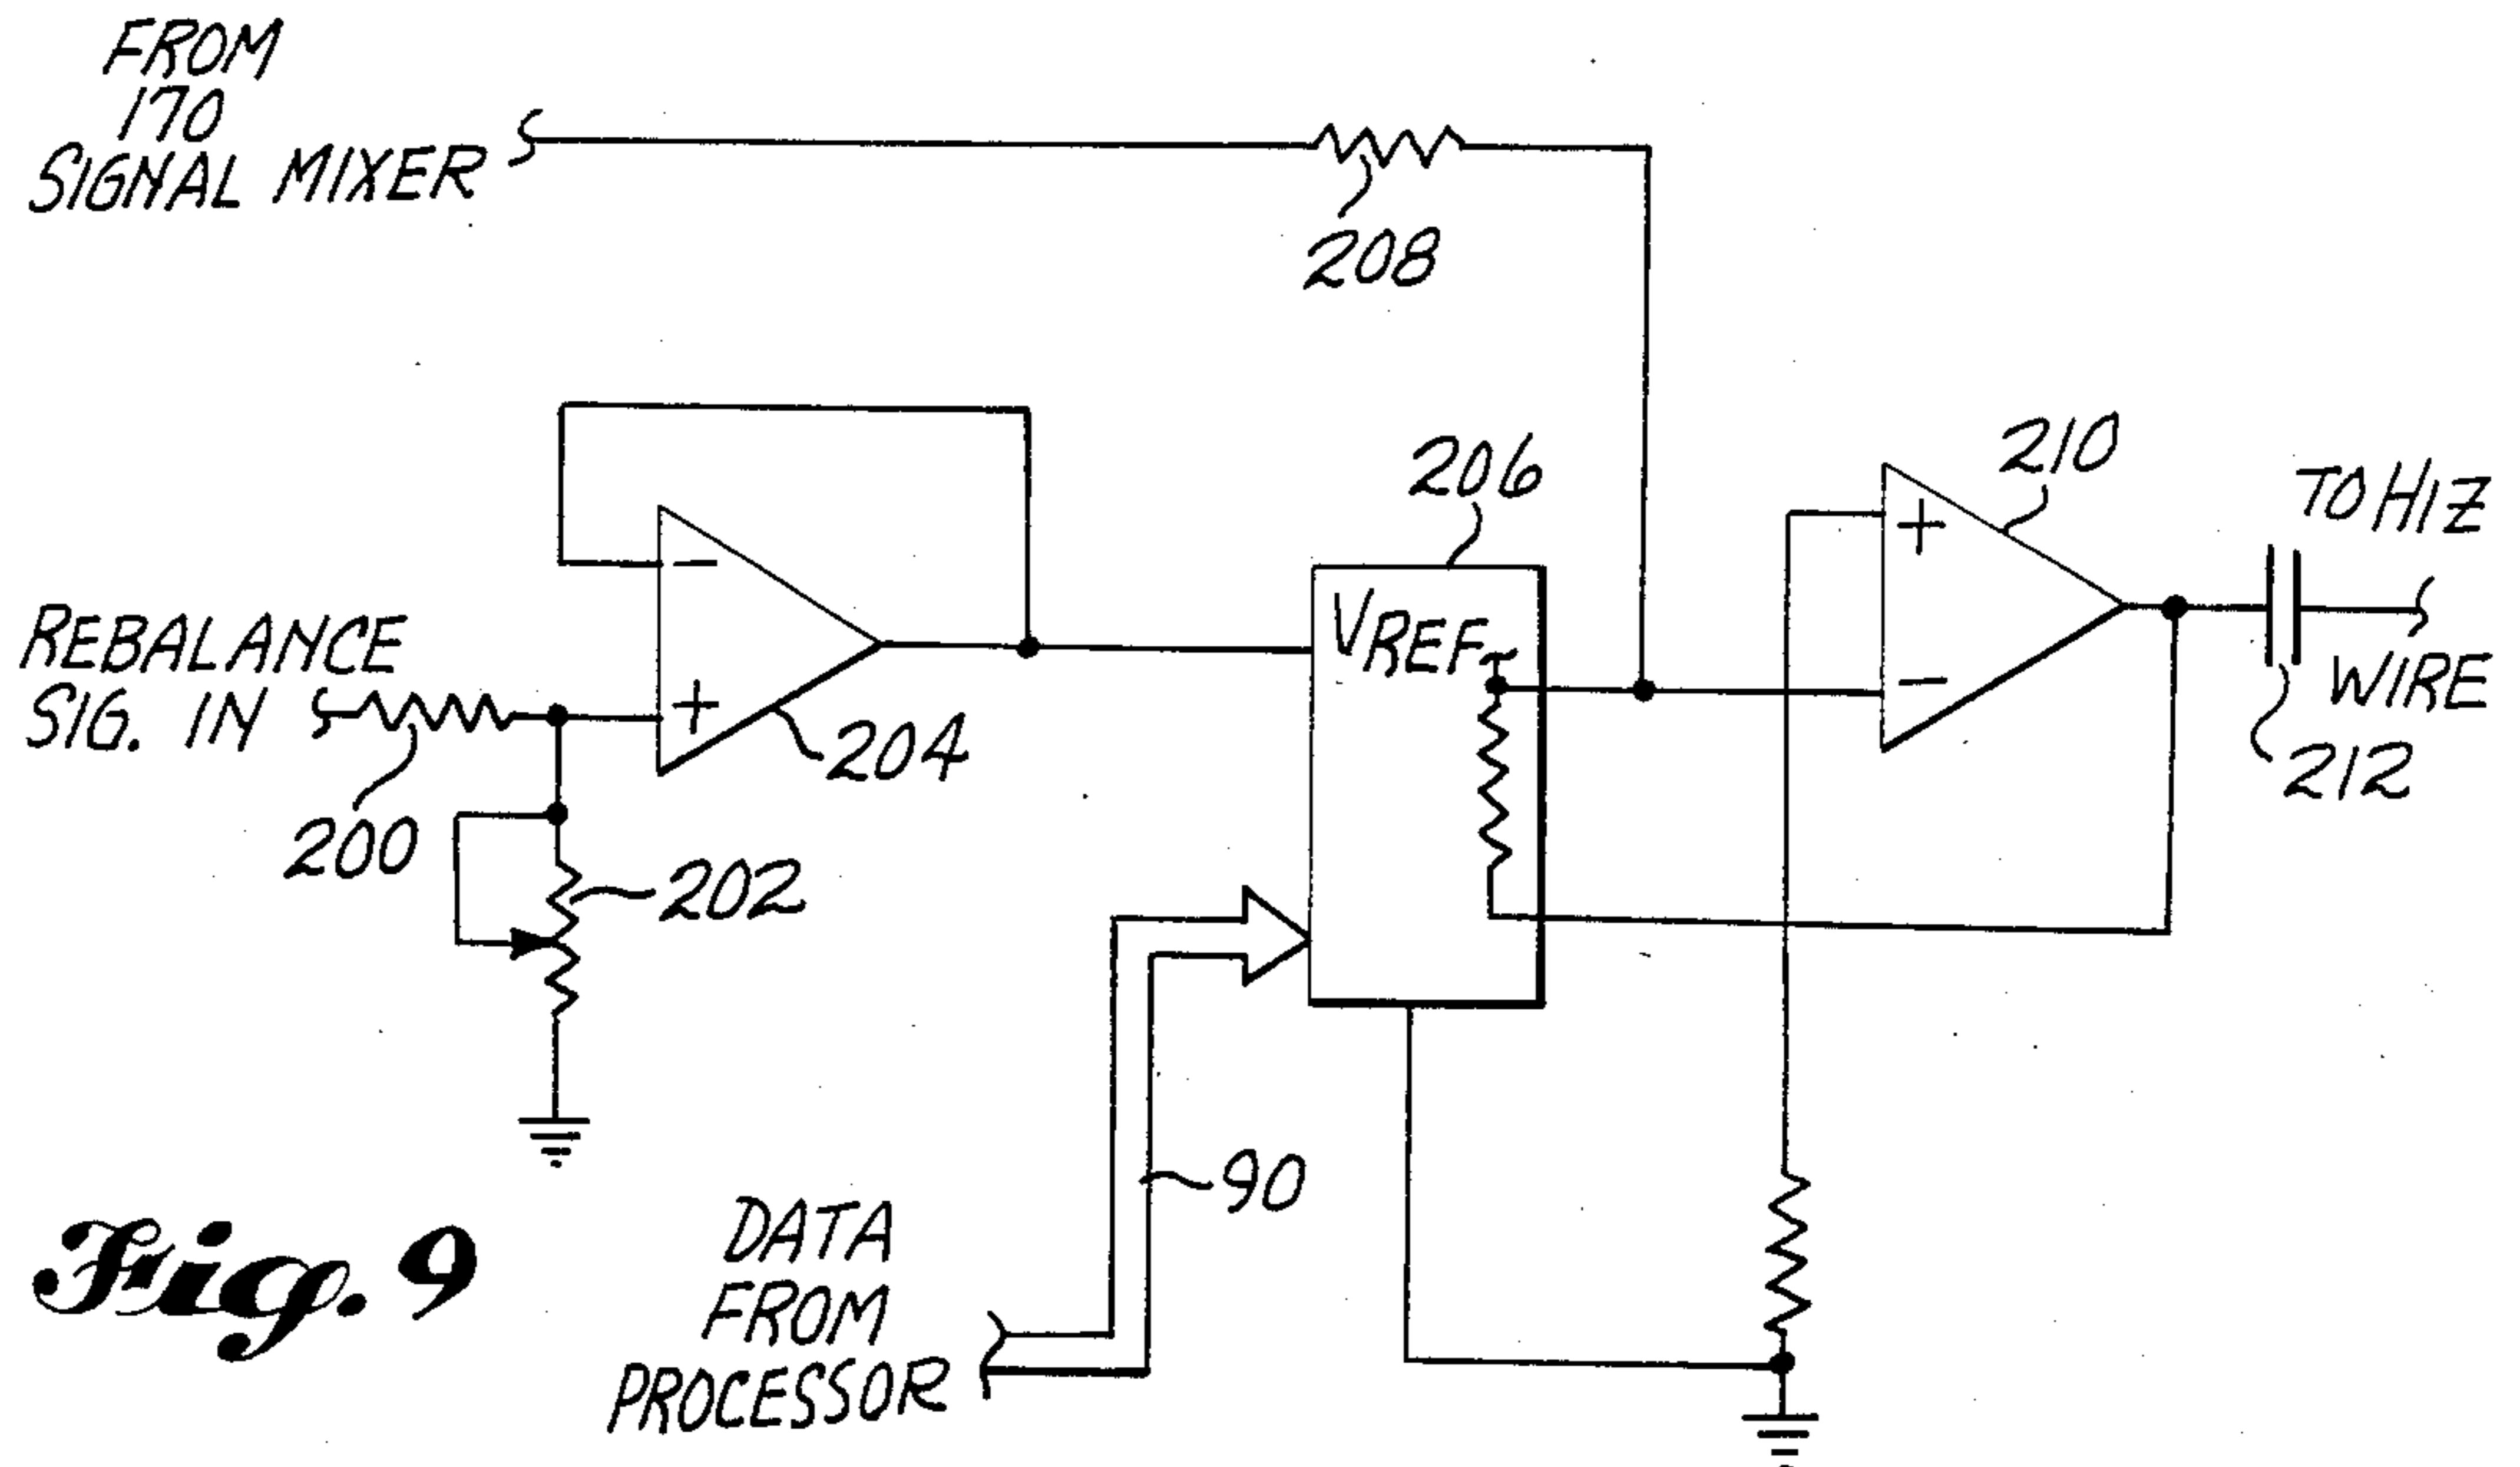 FROM
170
SIGNAL MIXER
208
206
210
TO HI Z
WIRE
VREF
+
-
-
+
REBALANCE
SIG. IN
204
212
200
202
90
DATA
FROM
PROCESSOR
Fig. 9